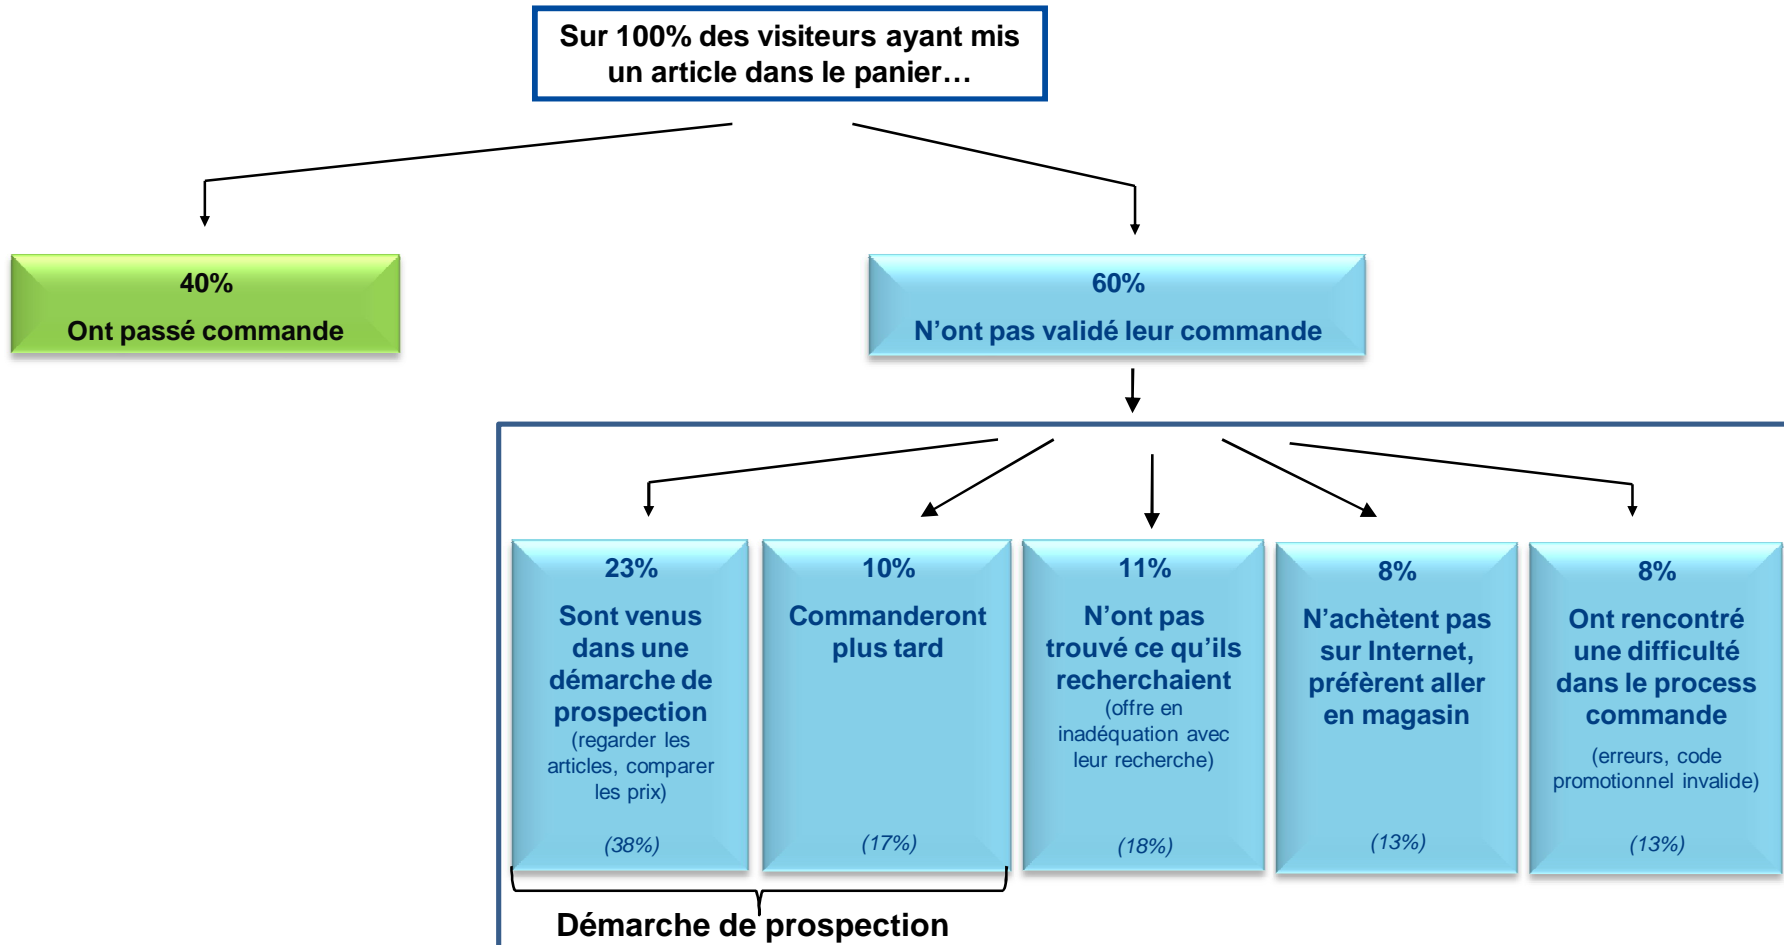 Sur 100% des visiteurs ayant mis
un article dans le panier…
40%
Ont passé commande
60%
N’ont pas validé leur commande
23%
Sont venus
dans une
démarche de
prospection
(regarder les
articles, comparer
les prix)
(38%)
10%
Commanderont
plus tard
(17%)
11%
N’ont pas
trouvé ce qu’ils
recherchaient
(offre en
inadéquation avec
leur recherche)
(18%)
8%
N’achètent pas
sur Internet,
préfèrent aller
en magasin
(13%)
8%
Ont rencontré
une difficulté
dans le process
commande
(erreurs, code
promotionnel invalide)
(13%)
Démarche de prospection